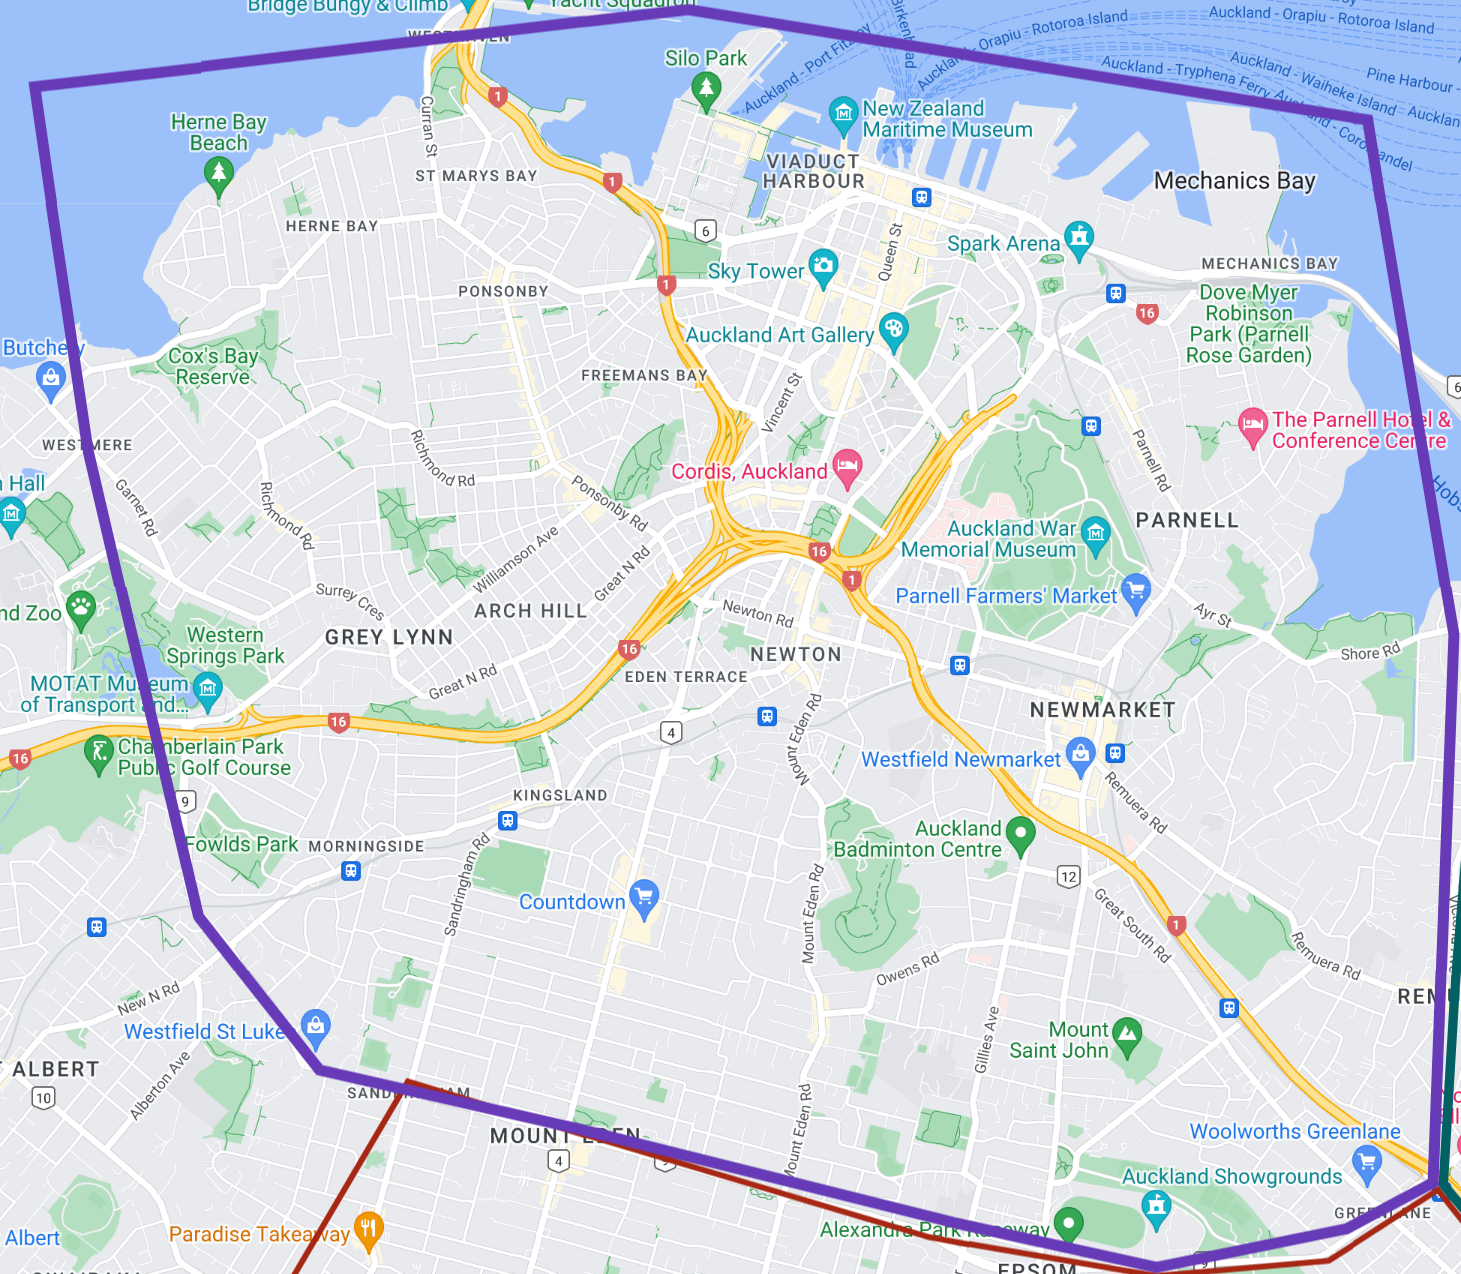 Bridge Bungy & Climb
Yacht Squadron
WESTHAVEN
Silo Park
Auckland - Port Fitzroy
Birkenhead
Auckland - Orapiu - Rotoroa Island
Auckland - Orapiu - Rotoroa Island
Auckland - Waiheke Island - Auckland
Auckland - Tryphena Ferry
Pine Harbour -
Auckland - Coromandel
Herne Bay
Beach
Curran St
1
New Zealand
Maritime Museum
ST MARYS BAY
1
VIADUCT
HARBOUR
Mechanics Bay
HERNE BAY
6
Queen St
Spark Arena
Sky Tower
MECHANICS BAY
PONSONBY
1
16
Dove Myer
Robinson
Park (Parnell
Rose Garden)
Butchery
Cox's Bay
Reserve
Auckland Art Gallery
FREEMANS BAY
Vincent St
6
WESTMERE
Richmond Rd
Cordis, Auckland
Parnell Rd
The Parnell Hotel &
Conference Centre
Hall
Garnet Rd
Richmond Rd
Ponsonby Rd
Williamson Ave
Great N Rd
Auckland War
Memorial Museum
PARNELL
16
1
Surrey Cres
ARCH HILL
Newton Rd
Parnell Farmers' Market
Ayr St
nd Zoo
Western
Springs Park
GREY LYNN
16
NEWTON
Shore Rd
MOTAT Museum
of Transport and...
Great N Rd
EDEN TERRACE
16
4
Mount Eden Rd
NEWMARKET
16
Chamberlain Park
Public Golf Course
Westfield Newmarket
9
KINGSLAND
Remuera Rd
Fowlds Park
MORNINGSIDE
Sandringham Rd
Auckland
Badminton Centre
12
Countdown
Mount Eden Rd
Great South Rd
1
Owens Rd
Remuera Rd
New N Rd
REM
Westfield St Luke
Gillies Ave
Mount
Saint John
ALBERT
10
Alberton Ave
SANDRINGHAM
Mount Eden Rd
MOUNT EDEN
4
Woolworths Greenlane
Auckland Showgrounds
GREENLANE
Albert
Paradise Takeaway
Alexandra Park Raceway
EPSOM